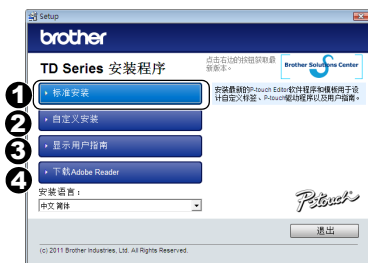 Setup
brother
TD Series 安装程序
点击右边的按钮获取最新版本。
Brother Solutions Center
1
标准安装
安装最新的P-touch Editor软件程序和模板用于设
计自定义标签、P-touch驱动程序以及用户指南。
2
自定义安装
3
显示用户指南
4
下载Adobe Reader
安装语言：
中文 简体
P-touch
退出
(c) 2011 Brother Industries, Ltd. All Rights Reserved.